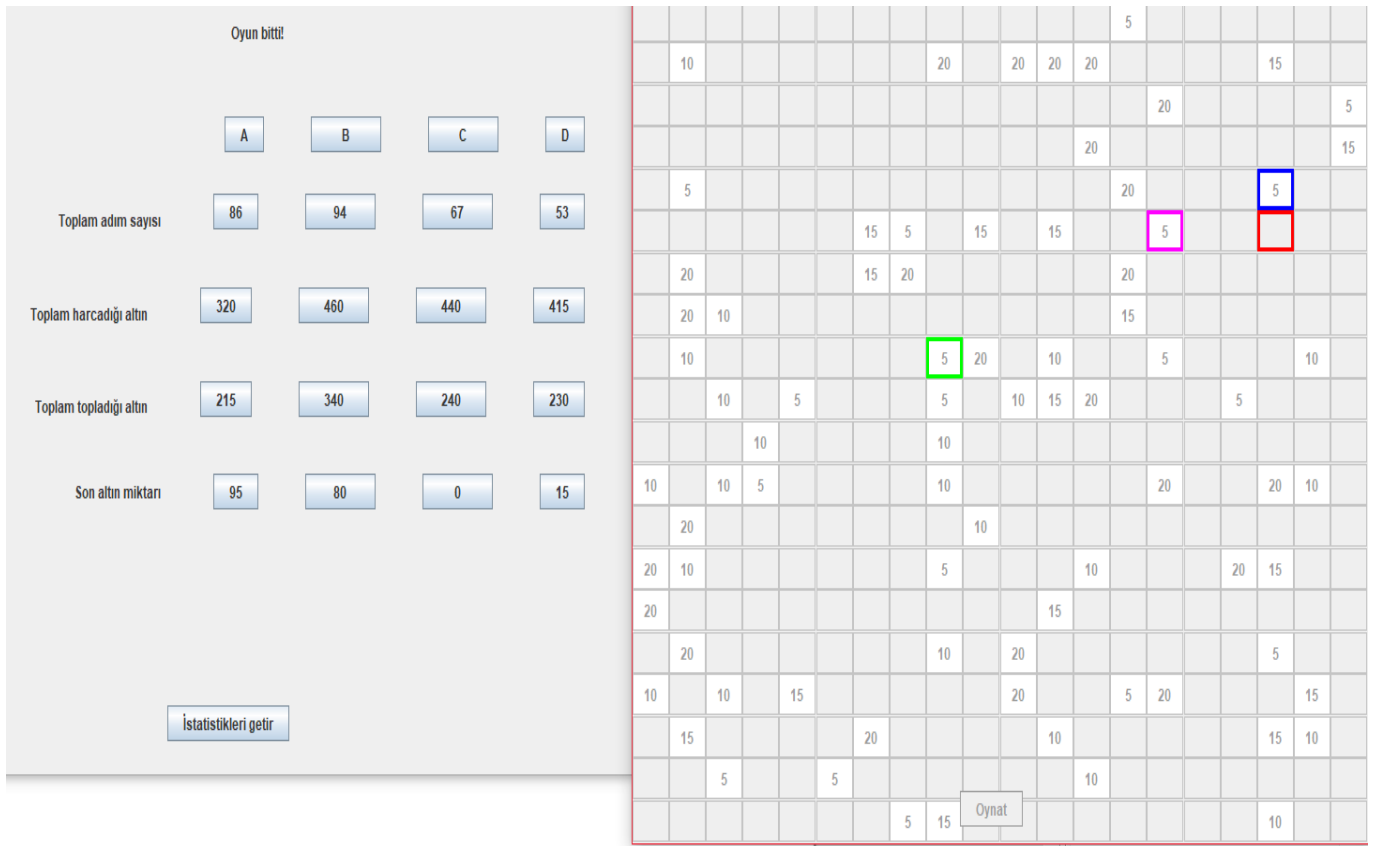 Oyun bitti!
A B C D
Toplam adım sayısı 86 94 67 53
Toplam harcadığı altın 320 460 440 415
Toplam topladığı altın 215 340 240 230
Son altın miktarı 95 80 0 15
İstatistikleri getir
5
10 20 20 20 20 15
20 5
20 15
5 20 5
15 5 15 15 5
20 15 20 20
20 10 15
10 5 20 10 5 10
10 5 5 10 15 20 5
10 10
10 10 5 10 20 20 10
20 10
20 10 5 10 20 15
20 15
20 10 20 5
10 10 15 20 5 20 15
15 20 10 15 10
5 5 10
5 15 Oynat 10